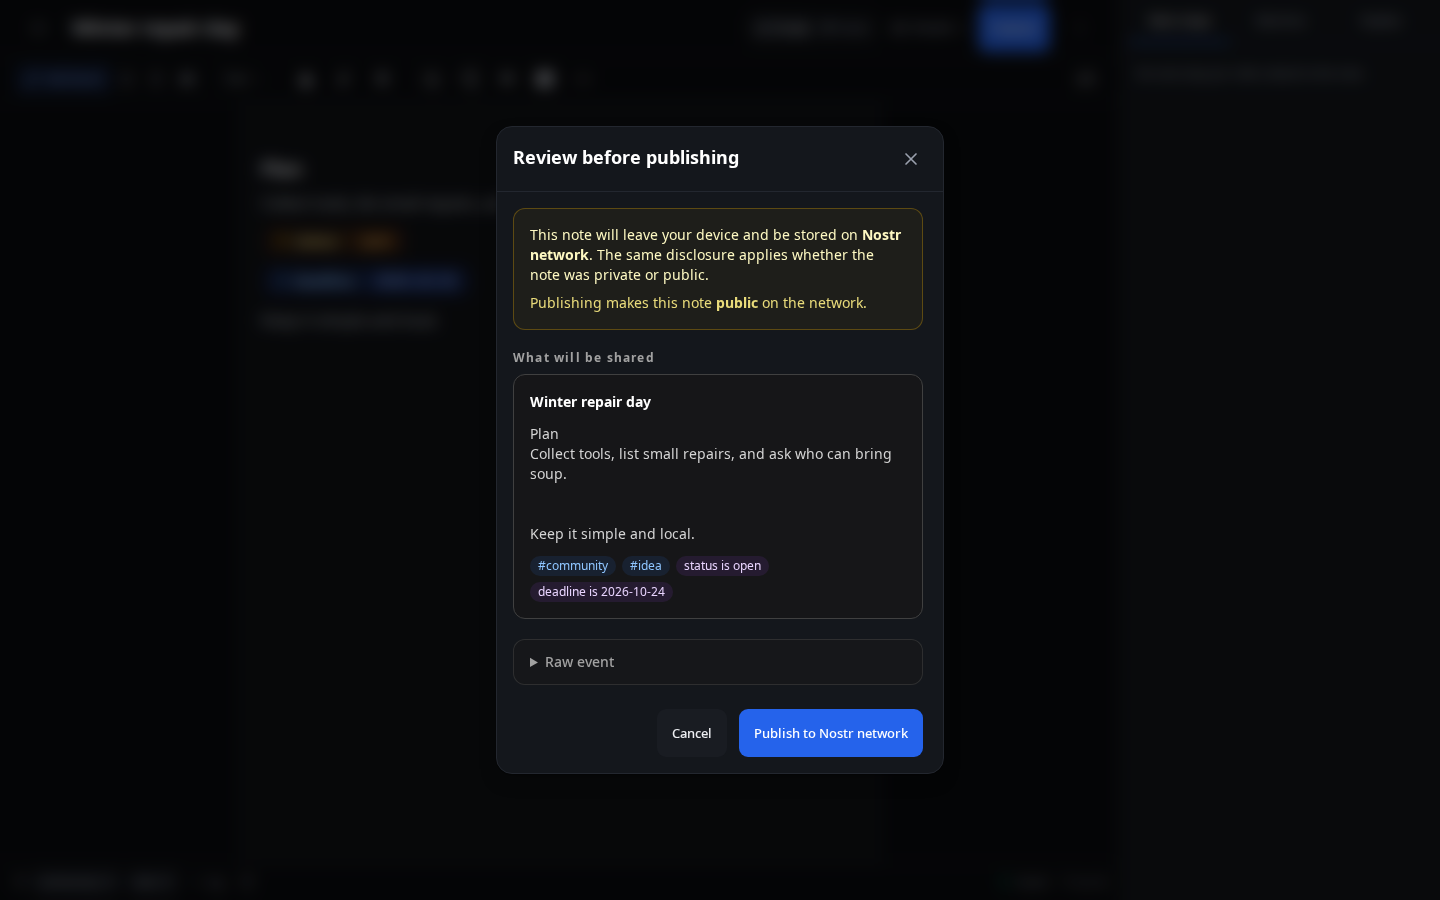 Review before publishing
This note will leave your device and be stored on Nostr
network. The same disclosure applies whether the
note was private or public.
Publishing makes this note public on the network.
What will be shared
Winter repair day
Plan
Collect tools, list small repairs, and ask who can bring
soup.
Keep it simple and local.
#community #idea status is open
deadline is 2026-10-24
Raw event
Cancel Publish to Nostr network